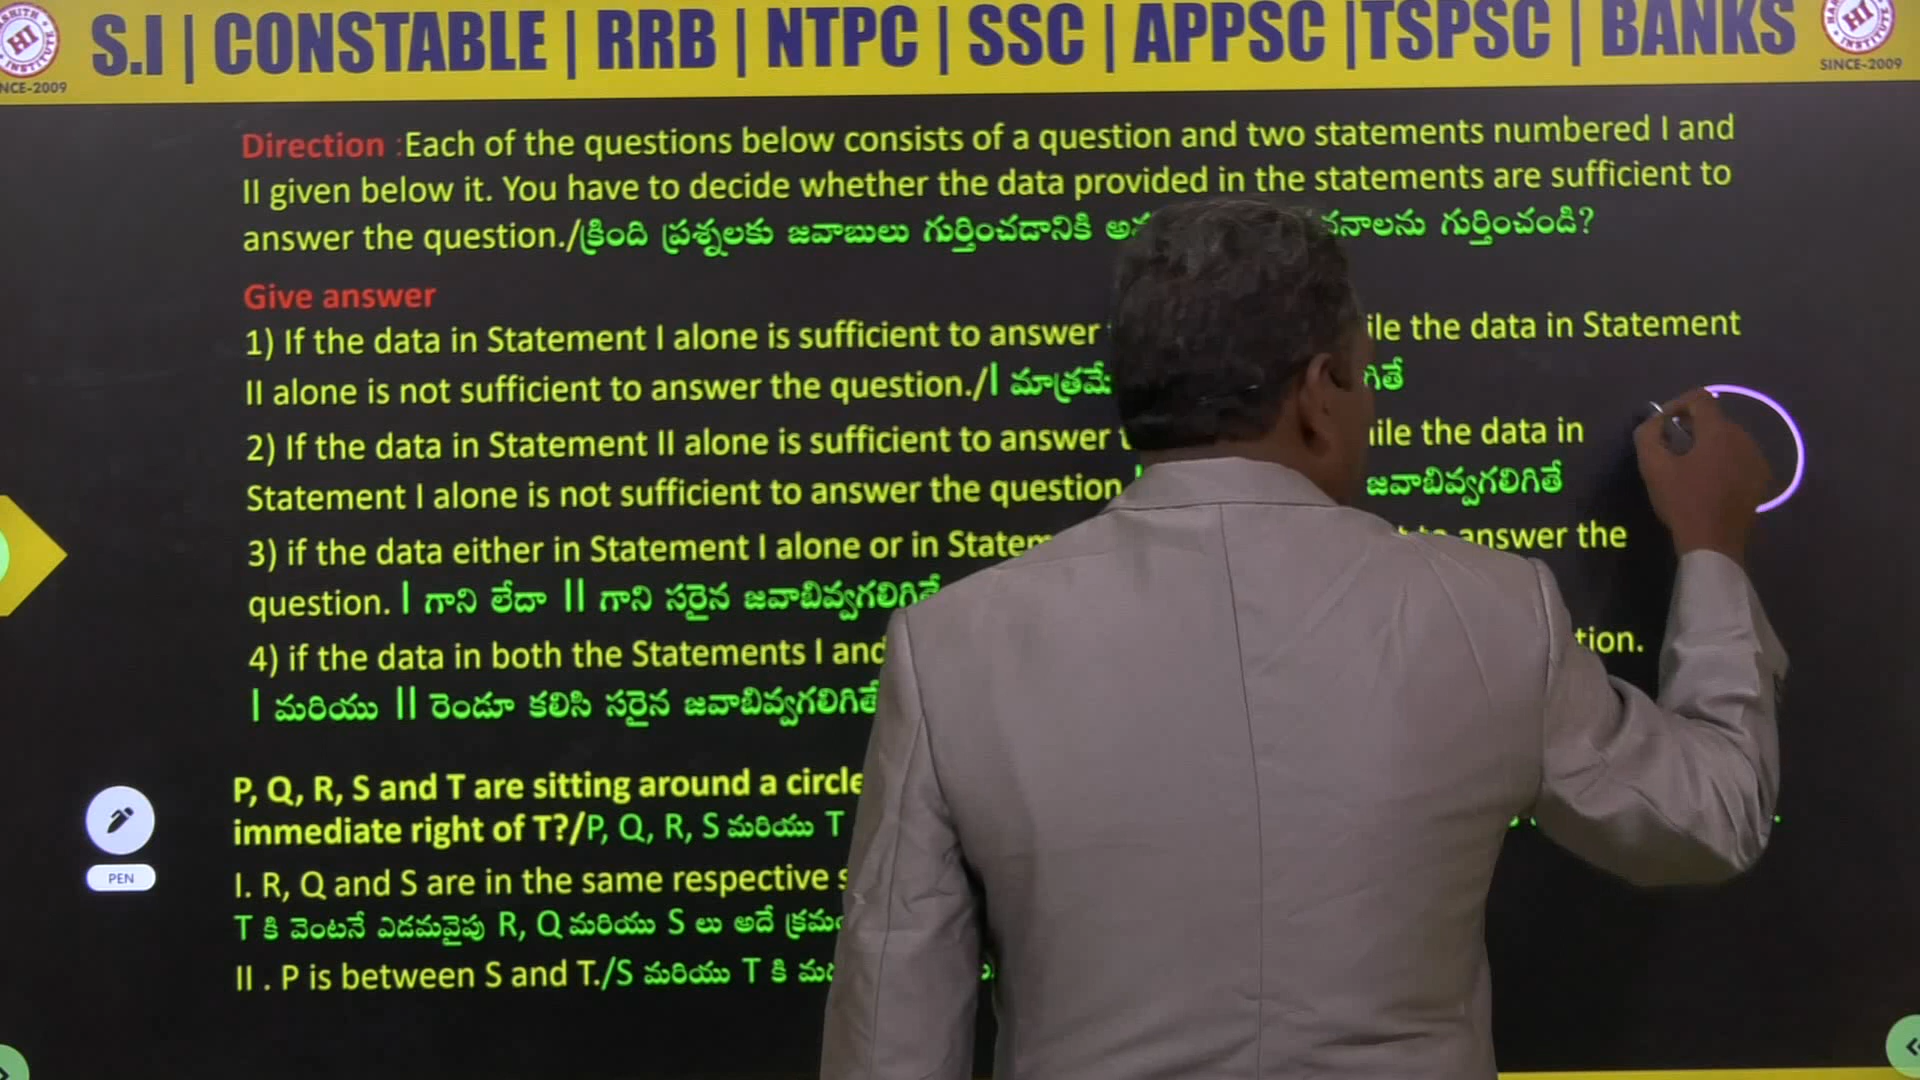 S.I | CONSTABLE | RRB | NTPC | SSC | APPSC |TSPSC | BANKS
HI
INSTITUTE
NCE-2009
HI
INSTITUTE
SINCE-2009
Direction :Each of the questions below consists of a question and two statements numbered I and
II given below it. You have to decide whether the data provided in the statements are sufficient to
answer the question./క్రింది ప్రశ్నలకు జవాబులు గుర్తించడానికి గుర్తించండి?
Give answer
1) If the data in Statement I alone is sufficient to answer the data in Statement
II alone is not sufficient to answer the question./I మాత్రమే
2) If the data in Statement II alone is sufficient to answer the data in
Statement I alone is not sufficient to answer the question జవాబివ్వగలిగితే
3) if the data either in Statement I alone or in answer the
question. I గాని లేదా II గాని సరైన జవాబివ్వగలిగితే
4) if the data in both the Statements I and
I మరియు II రెండూ కలిసి సరైన జవాబివ్వగలిగితే
P, Q, R, S and T are sitting around a circle
immediate right of T?/P, Q, R, S మరియు T
I. R, Q and S are in the same respective
T కి వెంటనే ఎడమవైపు R, Q మరియు S లు అదే
II . P is between S and T./S మరియు T కి
PEN